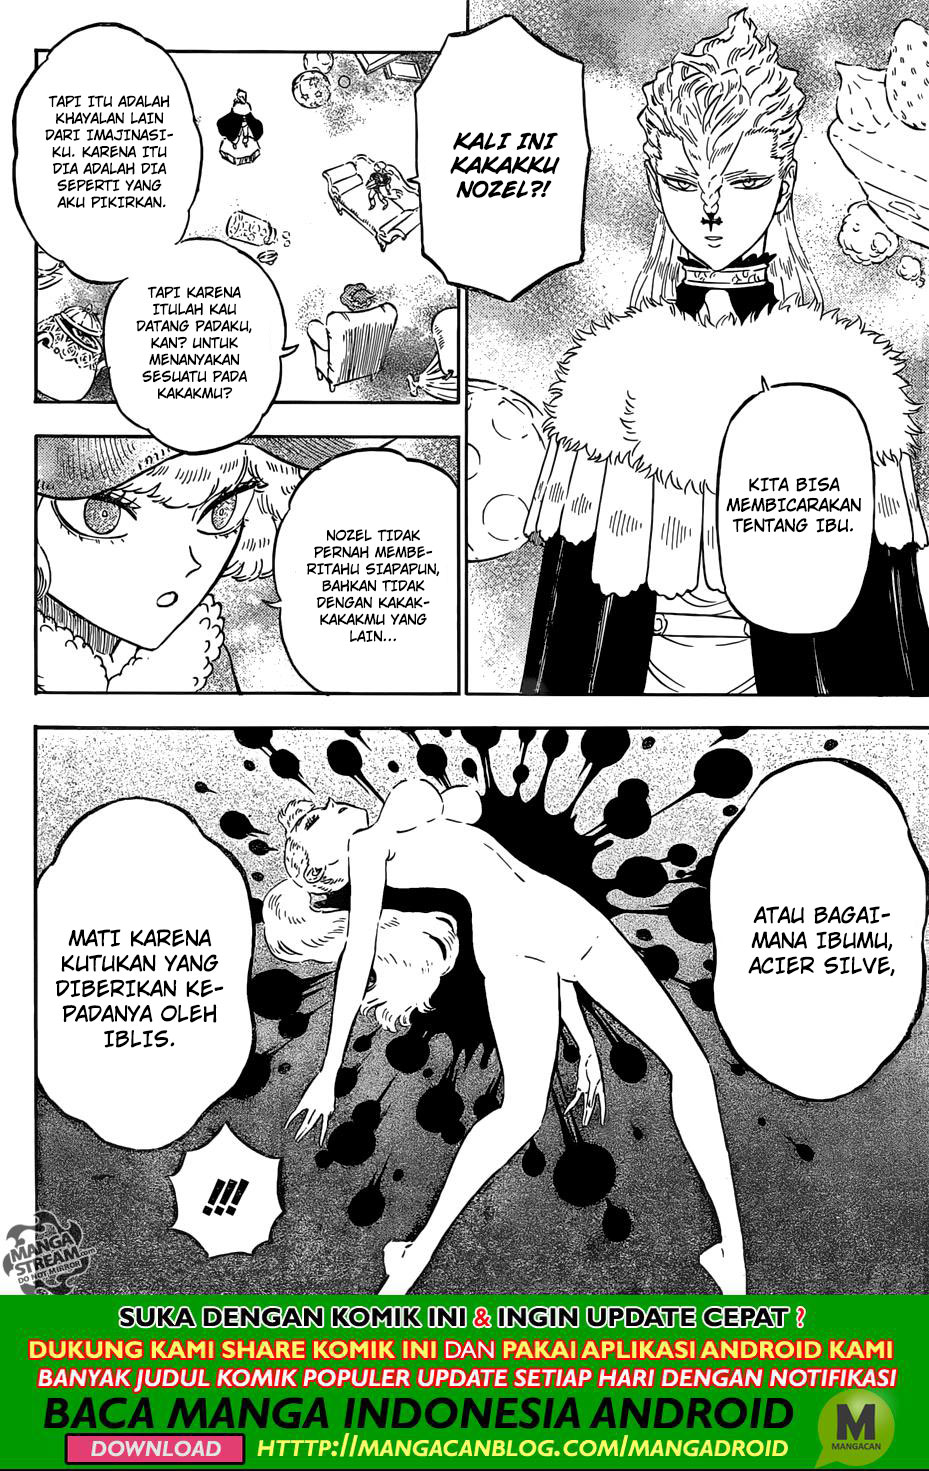 KALI INI
KAKAKKU
NOZEL?!
KITA BISA
MEMBICARAKAN
TENTANG IBU.
TAPI ITU ADALAH
KHAYALAN LAIN
DARI IMAJINASI-
KU. KARENA ITU
DIA ADALAH DIA
SEPERTI YANG
AKU PIKIRKAN.
TAPI KARENA
ITULAH KAU
DATANG PADAKU,
KAN? UNTUK
MENANYAKAN
SESUATU PADA
KAKAKMU?
NOZEL TIDAK
PERNAH MEMBE-
RITAHU SIAPAPUN,
BAHKAN TIDAK
DENGAN KAKAK-
KAKAKMU YANG
LAIN...
ATAU BAGAI-
MANA IBUMU,
ACIER SILVE,
MATI KARENA
KUTUKAN YANG
DIBERIKAN KE-
PADANYA OLEH
IBLIS.
!!!
MANGA
STREAM.com
DO NOT MIRROR
SUKA DENGAN KOMIK INI & INGIN UPDATE CEPAT ?
DUKUNG KAMI SHARE KOMIK INI DAN PAKAI APLIKASI ANDROID KAMI
BANYAK JUDUL KOMIK POPULER UPDATE SETIAP HARI DENGAN NOTIFIKASI
BACA MANGA INDONESIA ANDROID
DOWNLOAD HTTTP://MANGACANBLOG.COM/MANGADROID
M
MANGACAN